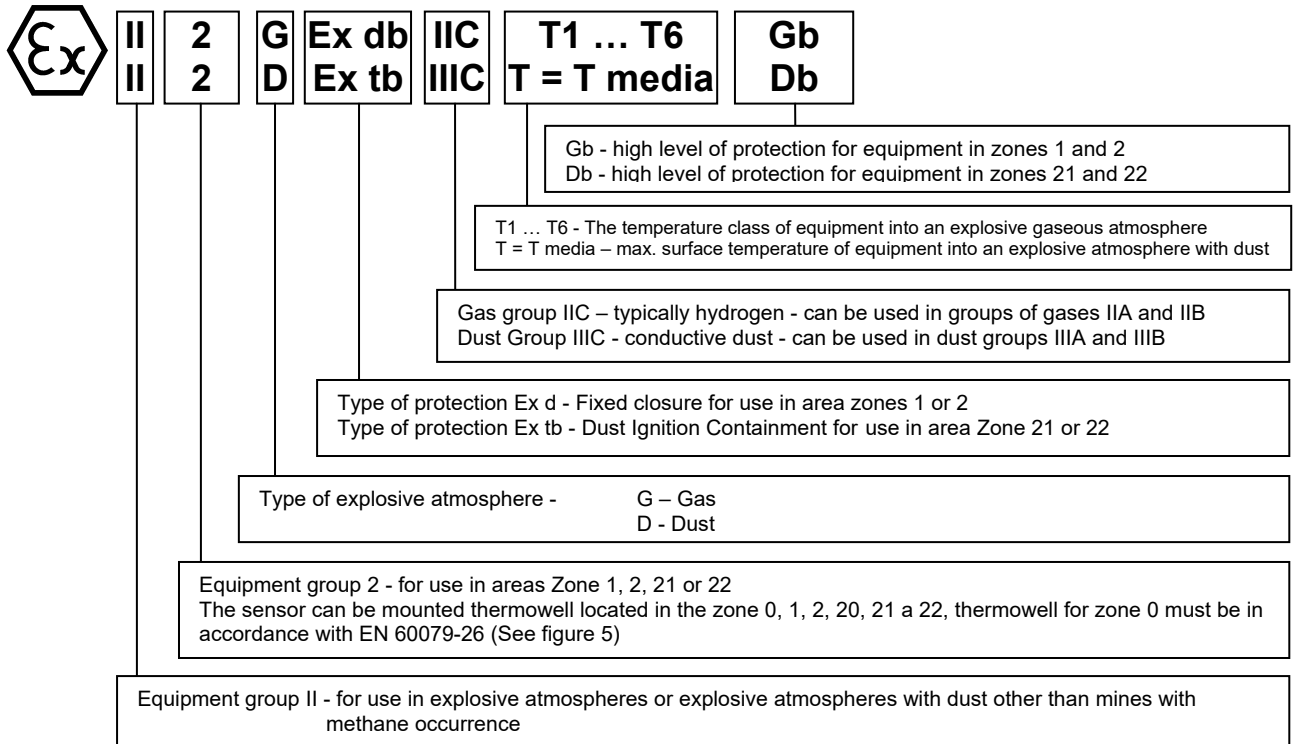 Ex II 2 G Ex db IIC T1 … T6 Gb
II 2 D Ex tb IIIC T = T media Db
Gb - high level of protection for equipment in zones 1 and 2
Db - high level of protection for equipment in zones 21 and 22
T1 … T6 - The temperature class of equipment into an explosive gaseous atmosphere
T = T media – max. surface temperature of equipment into an explosive atmosphere with dust
Gas group IIC – typically hydrogen - can be used in groups of gases IIA and IIB
Dust Group IIIC - conductive dust - can be used in dust groups IIIA and IIIB
Type of protection Ex d - Fixed closure for use in area zones 1 or 2
Type of protection Ex tb - Dust Ignition Containment for use in area Zone 21 or 22
Type of explosive atmosphere - G – Gas
D - Dust
Equipment group 2 - for use in areas Zone 1, 2, 21 or 22
The sensor can be mounted thermowell located in the zone 0, 1, 2, 20, 21 a 22, thermowell for zone 0 must be in
accordance with EN 60079-26 (See figure 5)
Equipment group II - for use in explosive atmospheres or explosive atmospheres with dust other than mines with
methane occurrence